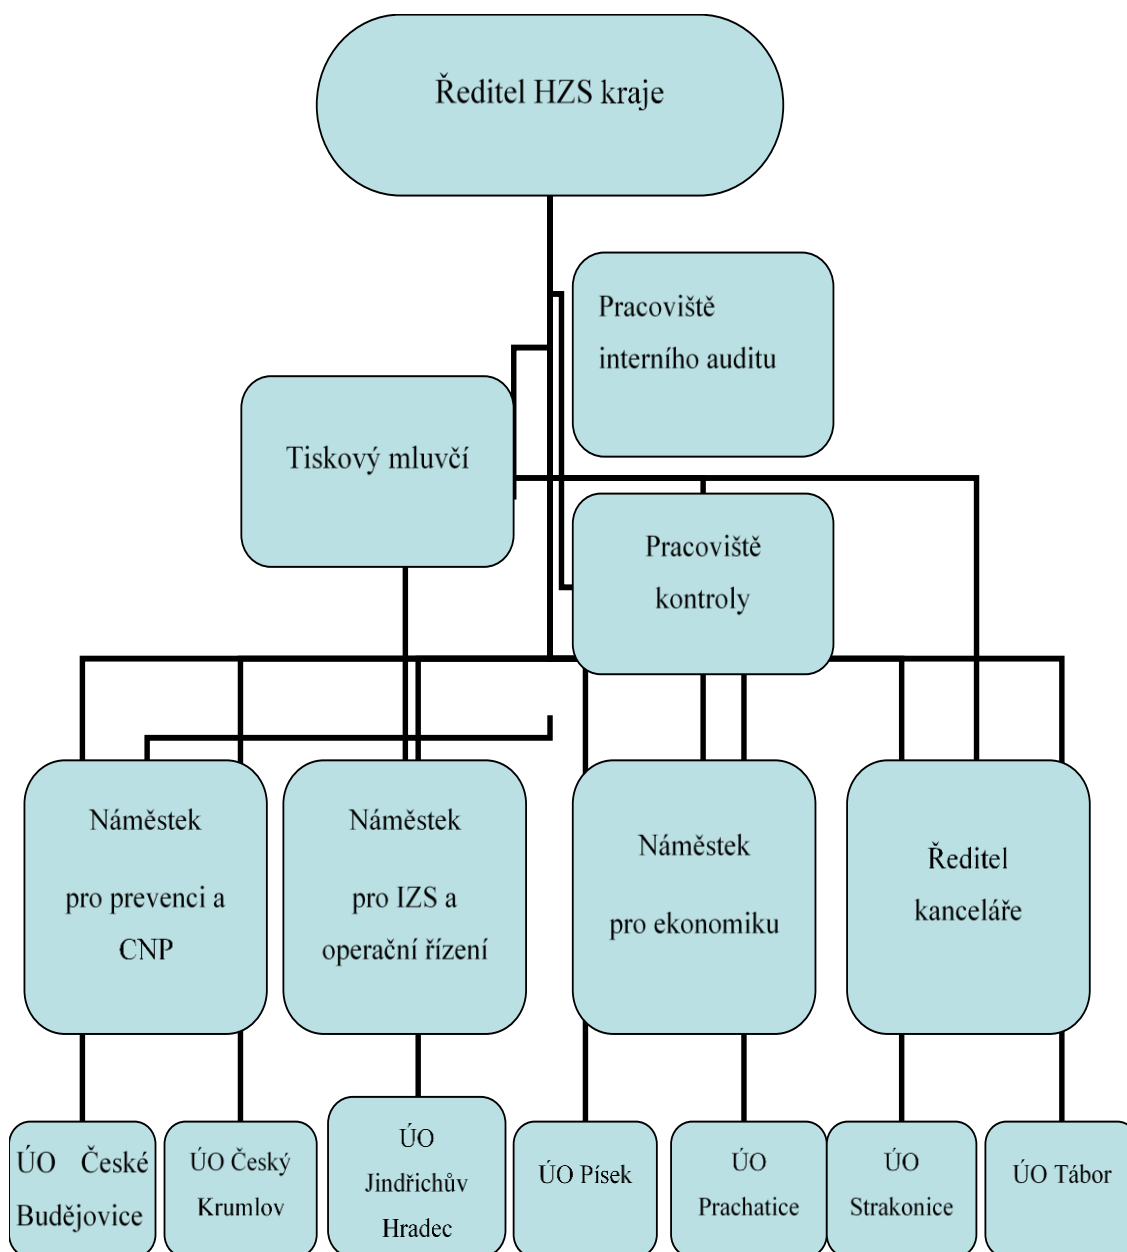 Ředitel HZS kraje
Pracoviště
interního auditu
Tiskový mluvčí
Pracoviště
kontroly
Náměstek
pro prevenci a
CNP
Náměstek
pro IZS a
operační řízení
Náměstek
pro ekonomiku
Ředitel
kanceláře
ÚO České
Budějovice
ÚO Český
Krumlov
ÚO
Jindřichův
Hradec
ÚO Písek
ÚO
Prachatice
ÚO
Strakonice
ÚO Tábor